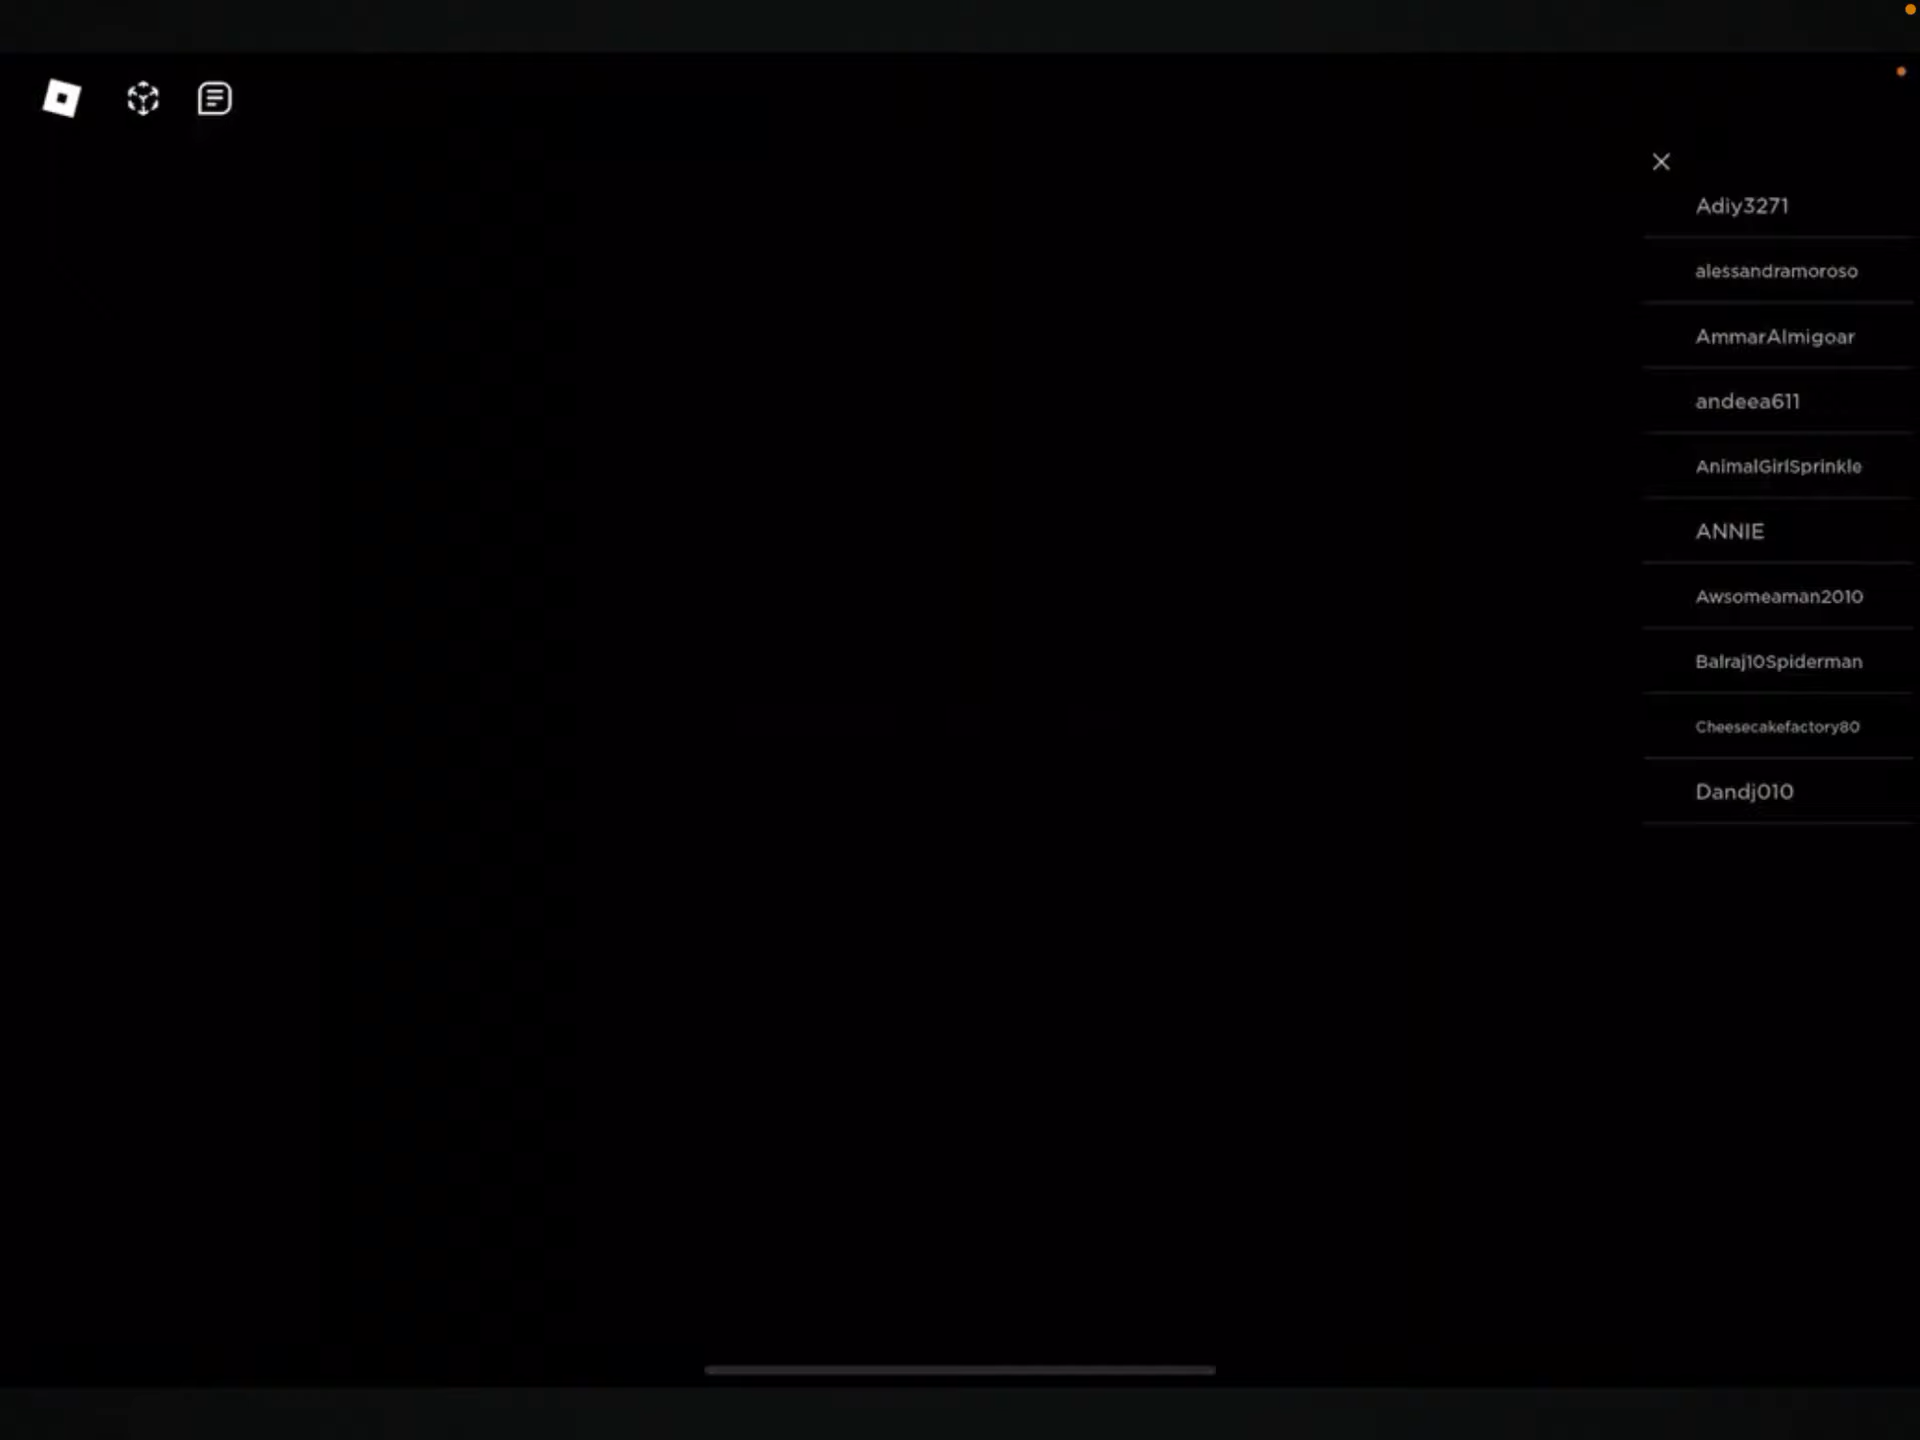 Adiy3271
alessandramoroso
AmmarAlmigoar
andeea611
AnimalGirlSprinkle
ANNIE
Awsomeaman2010
Balraj10Spiderman
Cheesecakefactory80
Dandj010